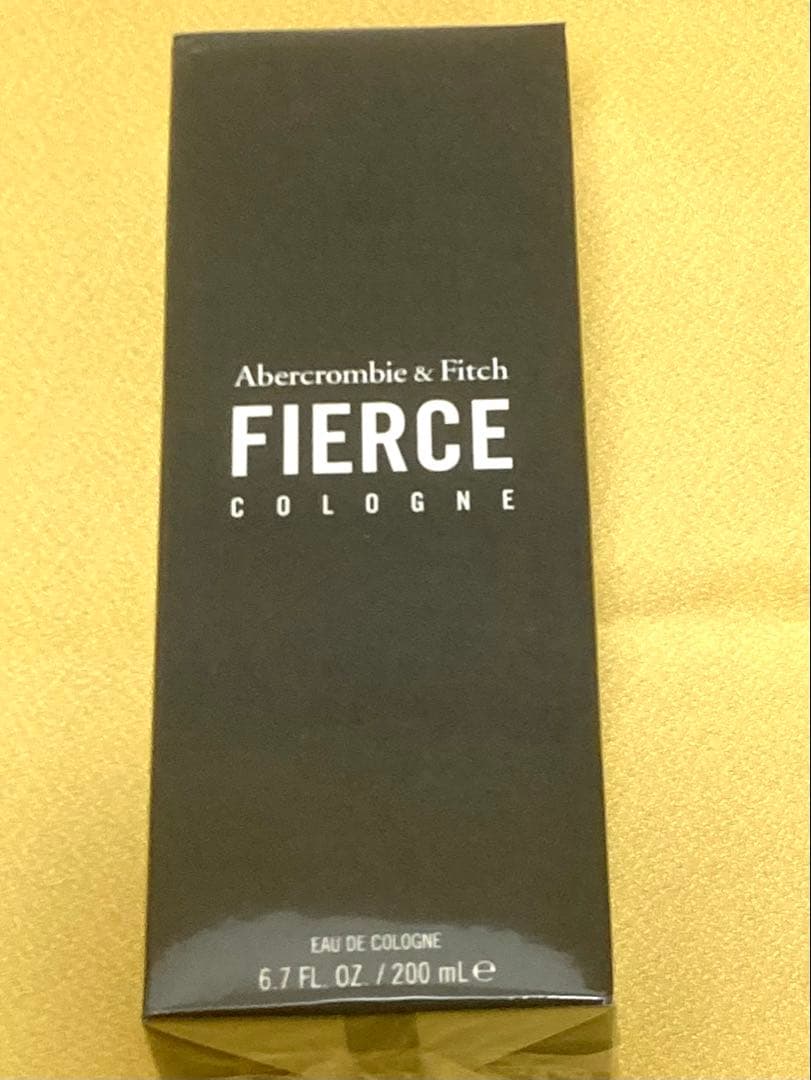 Abercrombie & Fitch
FIERCE
COLOGNE
EAU DE COLOGNE
6.7 FL. OZ. / 200 mL ℮